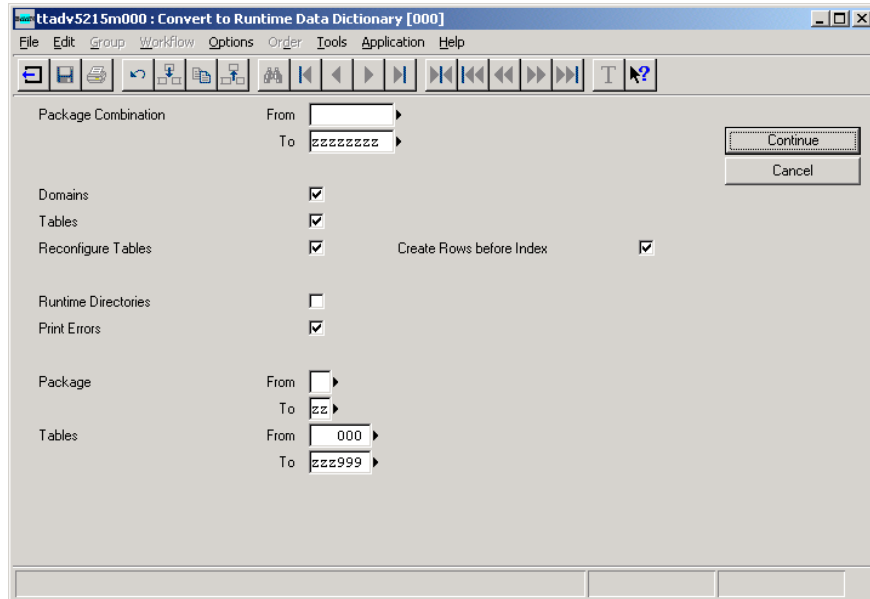 ttadv5215m000 : Convert to Runtime Data Dictionary [000]
File Edit Group Workflow Options Order Tools Application Help
T ?
Package Combination From
To zzzzzzzz
Continue
Cancel
Domains
Tables
Reconfigure Tables Create Rows before Index
Runtime Directories
Print Errors
Package From
To zz
Tables From 000
To zzz999